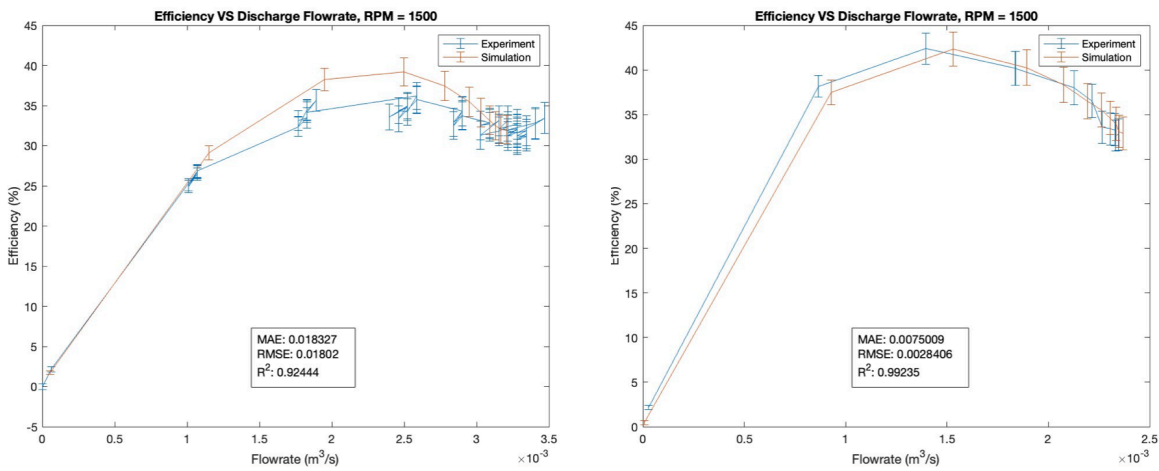 Efficiency VS Discharge Flowrate, RPM = 1500
45
40
35
30
25
20
15
10
5
0
-5
Efficiency (%)
Experiment
Simulation
MAE: 0.018327
RMSE: 0.01802
R²: 0.92444
0
0.5
1
1.5
2
2.5
3
3.5
×10⁻³
Flowrate (m³/s)
Efficiency VS Discharge Flowrate, RPM = 1500
45
40
35
30
25
20
15
10
5
0
Efficiency (%)
Experiment
Simulation
MAE: 0.0075009
RMSE: 0.0028406
R²: 0.99235
0
0.5
1
1.5
2
2.5
×10⁻³
Flowrate (m³/s)